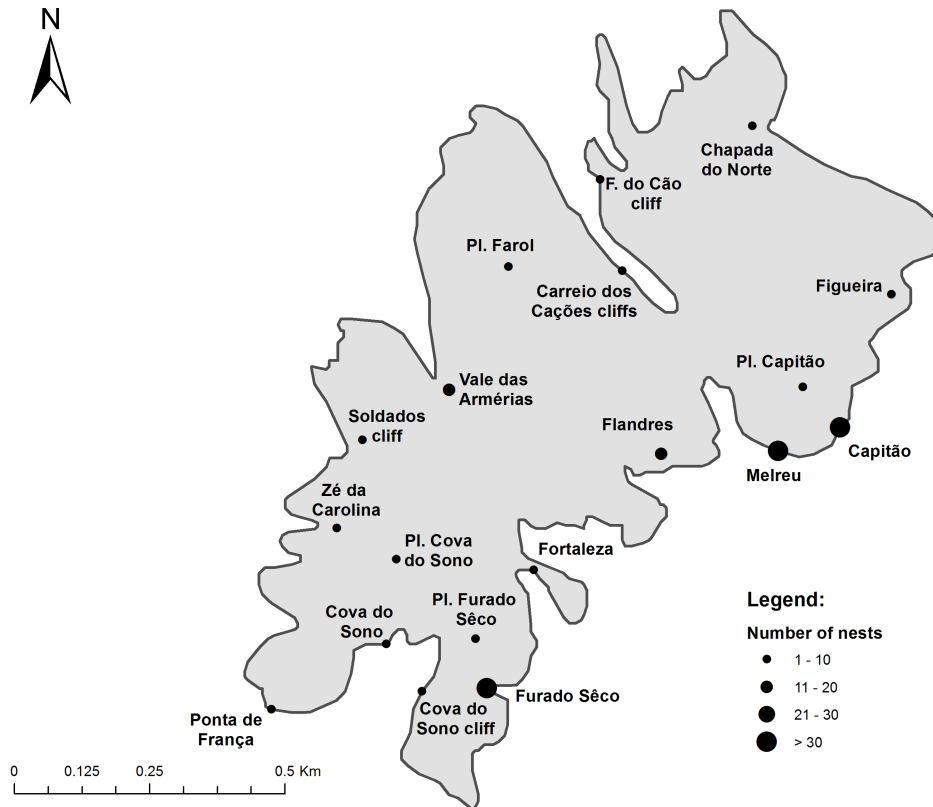 N
Chapada
do Norte
F. do Cão
cliff
Pl. Farol
Carreio dos
Cações cliffs
Figueira
Pl. Capitão
Vale das
Armérias
Soldados
cliff
Flandres
Capitão
Melreu
Zé da
Carolina
Pl. Cova
do Sono
Fortaleza
Pl. Furado
Sêco
Cova do
Sono
Furado Sêco
Cova do
Sono cliff
Ponta de
França
Legend:
Number of nests
1 - 10
11 - 20
21 - 30
> 30
0 0.125 0.25 0.5 Km